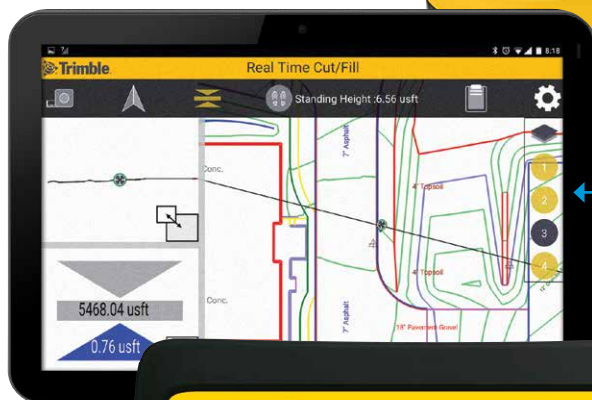 8:18
Trimble
Real Time Cut/Fill
Standing Height :6.56 usft
Conc.
7" Asphalt
4" Topsoil
1
2
3
4
4" Topsoil
Conc.
7" Asphalt
18" Pavement Gravel
5468.04 usft
0.76 usft